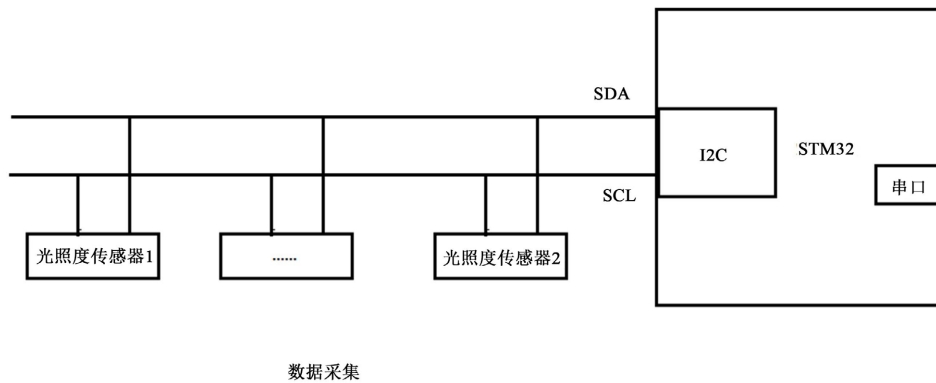 SDA
I2C
STM32
串口
SCL
光照度传感器1
......
光照度传感器2
数据采集